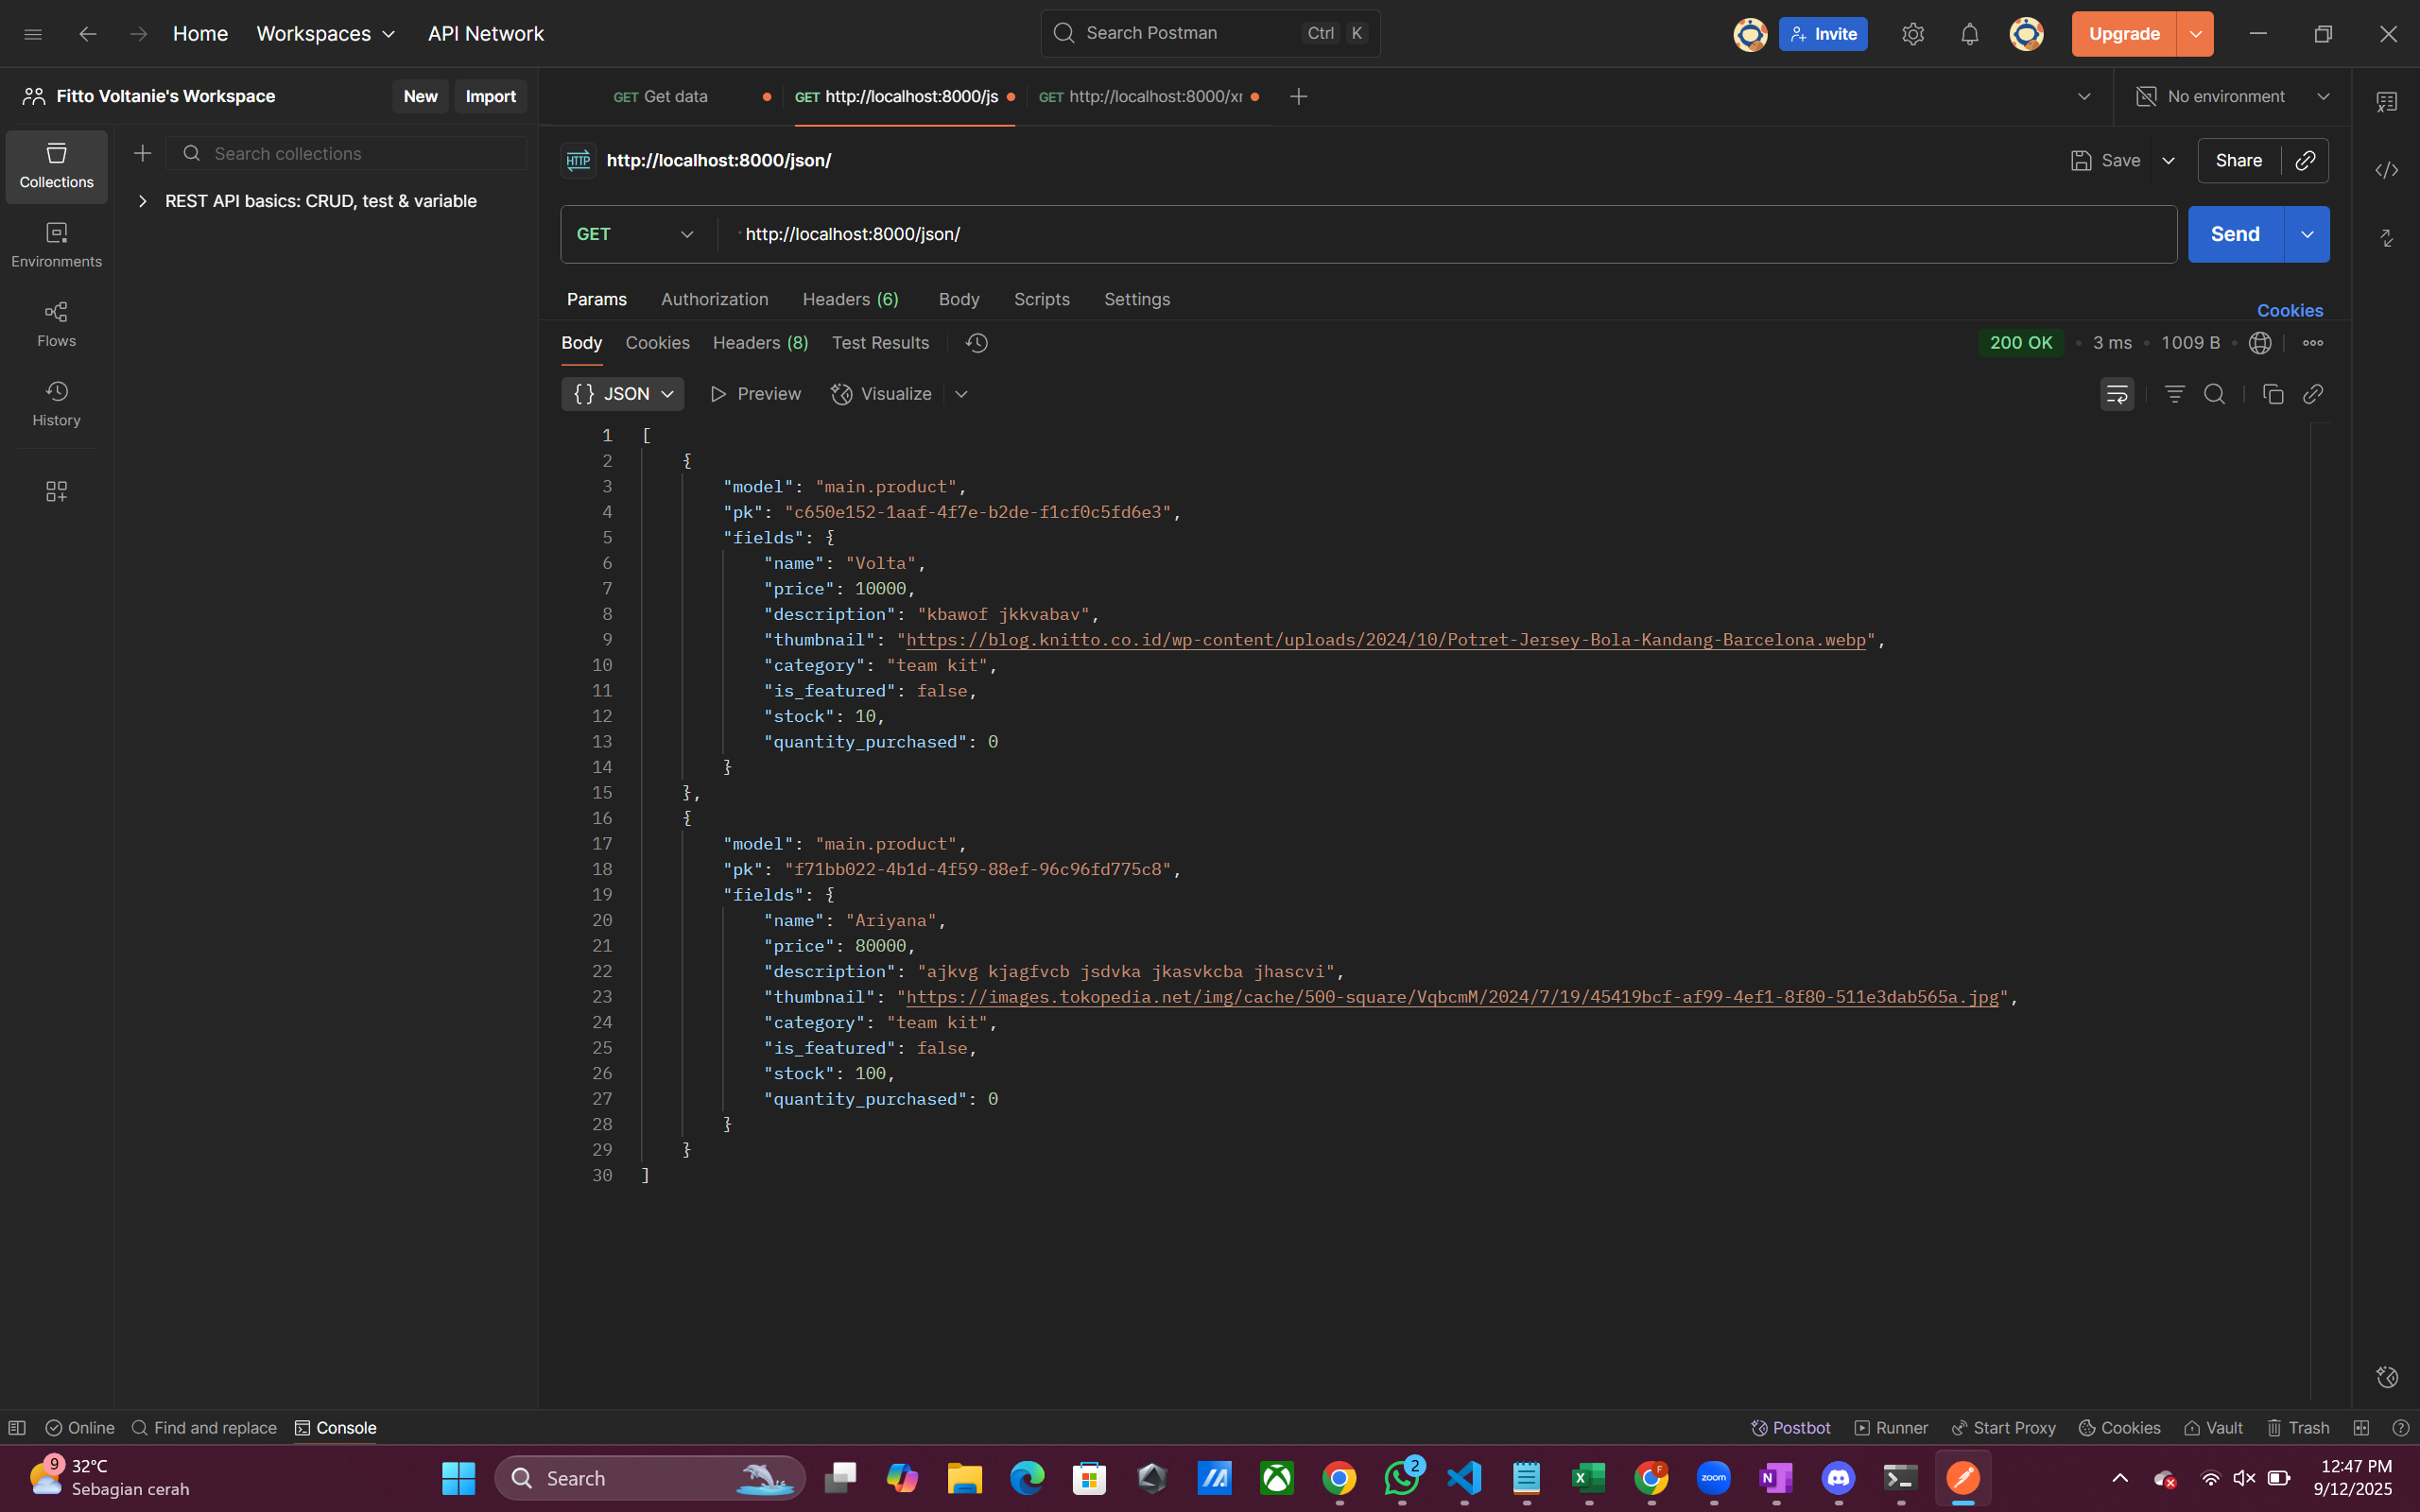 Home Workspaces API Network Search Postman Ctrl K Invite Upgrade
Fitto Voltanie's Workspace New Import GET Get data GET http://localhost:8000/js GET http://localhost:8000/xr No environment
Search collections
REST API basics: CRUD, test & variable
Collections
Environments
Flows
History
HTTP http://localhost:8000/json/ Save Share
GET http://localhost:8000/json/ Send
Params Authorization Headers (6) Body Scripts Settings Cookies
Body Cookies Headers (8) Test Results 200 OK • 3 ms • 1009 B
{} JSON Preview Visualize
1 [
2 {
3 "model": "main.product",
4 "pk": "c650e152-1aaf-4f7e-b2de-f1cf0c5fd6e3",
5 "fields": {
6 "name": "Volta",
7 "price": 10000,
8 "description": "kbawof jkkvabav",
9 "thumbnail": "https://blog.knitto.co.id/wp-content/uploads/2024/10/Potret-Jersey-Bola-Kandang-Barcelona.webp",
10 "category": "team kit",
11 "is_featured": false,
12 "stock": 10,
13 "quantity_purchased": 0
14 }
15 },
16 {
17 "model": "main.product",
18 "pk": "f71bb022-4b1d-4f59-88ef-96c96fd775c8",
19 "fields": {
20 "name": "Ariyana",
21 "price": 80000,
22 "description": "ajkvg kjagfvcb jsdvka jkasvkcba jhascvi",
23 "thumbnail": "https://images.tokopedia.net/img/cache/500-square/VqbcmM/2024/7/19/45419bcf-af99-4ef1-8f80-511e3dab565a.jpg",
24 "category": "team kit",
25 "is_featured": false,
26 "stock": 100,
27 "quantity_purchased": 0
28 }
29 }
30 ]
Online Find and replace Console Postbot Runner Start Proxy Cookies Vault Trash
9 32°C
Sebagian cerah
Search
zoom
2
12:47 PM
9/12/2025